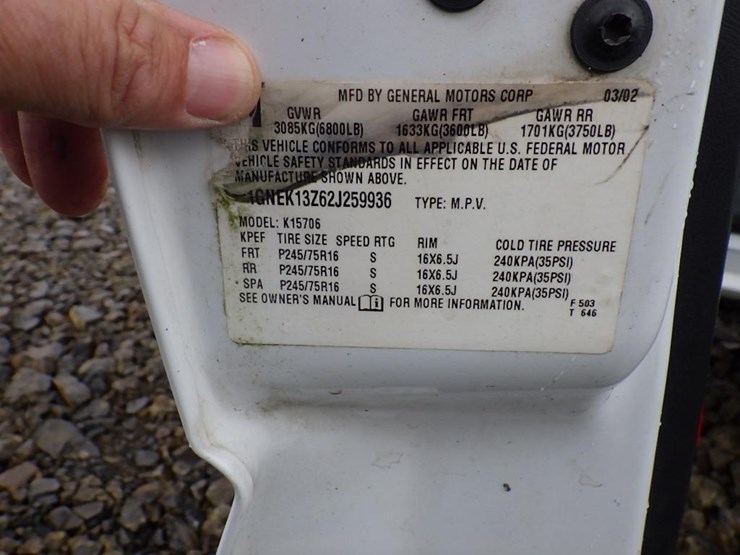 MFD BY GENERAL MOTORS CORP 03/02
GVWR GAWR FRT GAWR RR
3085KG(6800LB) 1633KG(3600LB) 1701KG(3750LB)
VEHICLE CONFORMS TO ALL APPLICABLE U.S. FEDERAL MOTOR
VEHICLE SAFETY STANDARDS IN EFFECT ON THE DATE OF
MANUFACTURE SHOWN ABOVE.
1GNEK13Z62J259936 TYPE: M.P.V.
MODEL: K15706
KPEF TIRE SIZE SPEED RTG RIM COLD TIRE PRESSURE
FRT P245/75R16 S 16X6.5J 240KPA(35PSI)
RR P245/75R16 S 16X6.5J 240KPA(35PSI)
SPA P245/75R16 S 16X6.5J 240KPA(35PSI)
SEE OWNER'S MANUAL i FOR MORE INFORMATION.
F 503
T 646